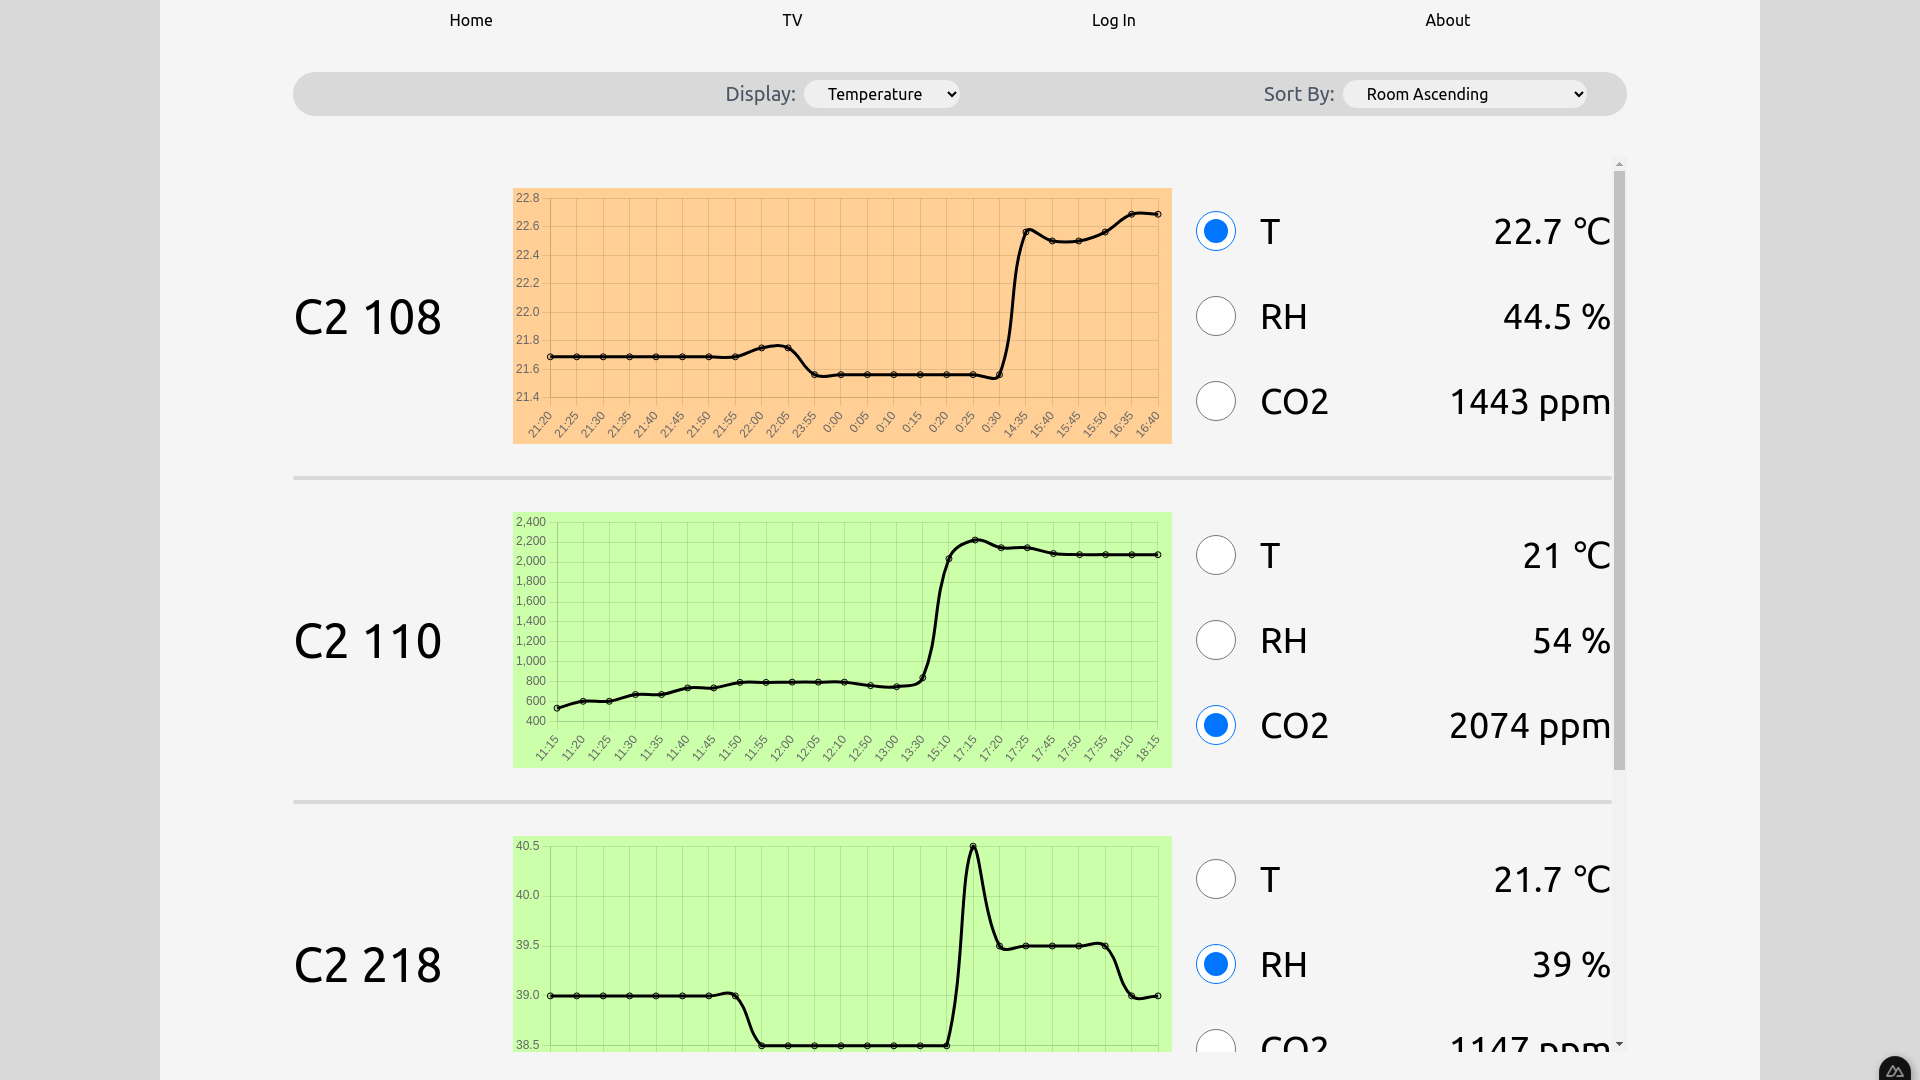 Home TV Log In About
Display: Temperature Sort By: Room Ascending
C2 108
22.8
22.6
22.4
22.2
22.0
21.8
21.6
21.4
21:20 21:25 21:30 21:35 21:40 21:45 21:50 21:55 22:00 22:05 23:55 0:00 0:05 0:10 0:15 0:20 0:25 0:30 14:35 15:40 15:45 15:50 16:35 16:40
T 22.7 °C
RH 44.5 %
CO2 1443 ppm
C2 110
2,400
2,200
2,000
1,800
1,600
1,400
1,200
1,000
800
600
400
11:15 11:20 11:25 11:30 11:35 11:40 11:45 11:50 11:55 12:00 12:05 12:10 12:50 13:00 13:30 15:10 17:15 17:20 17:25 17:45 17:50 17:55 18:10 18:15
T 21 °C
RH 54 %
CO2 2074 ppm
C2 218
40.5
40.0
39.5
39.0
38.5
T 21.7 °C
RH 39 %
CO2 1147 ppm